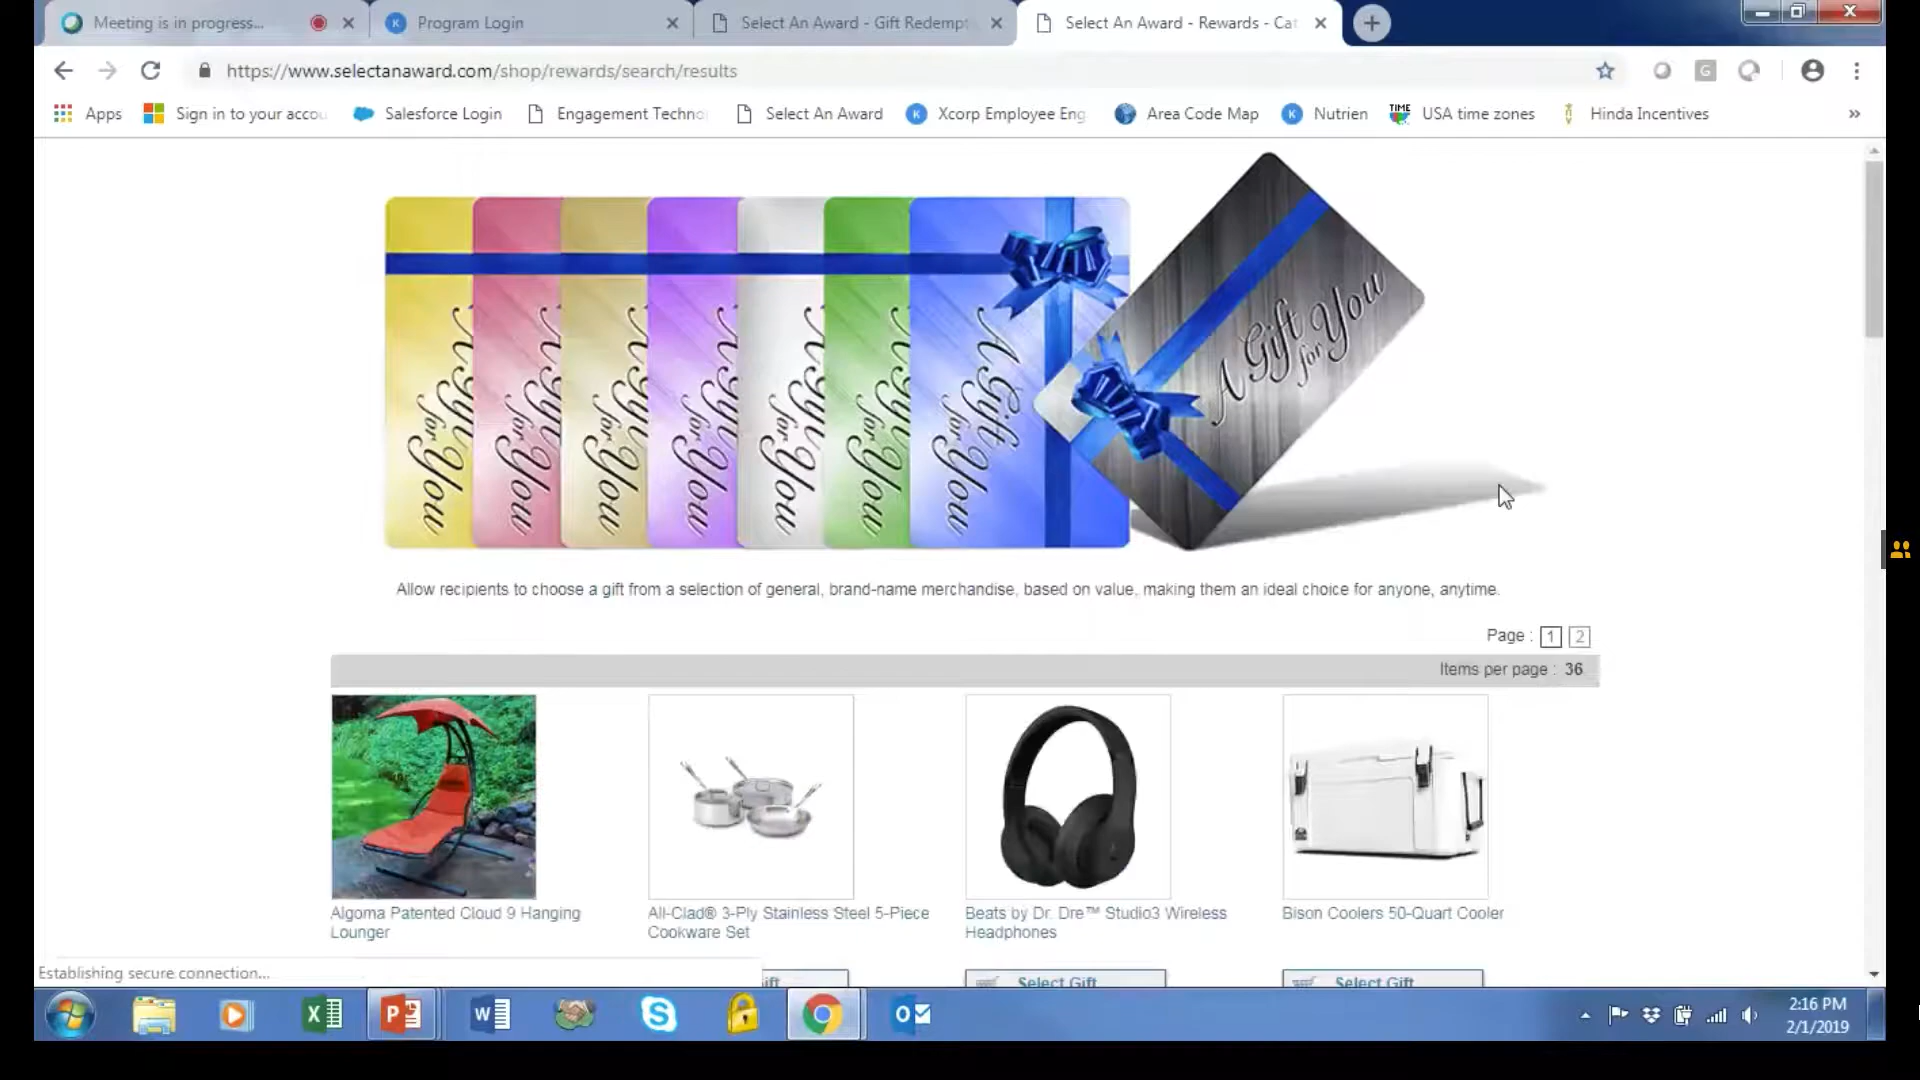 Meeting is in progress...
Program Login
Select An Award - Gift Redempt
Select An Award - Rewards - Cat
https://www.selectanaward.com/shop/rewards/search/results
Apps
Sign in to your accou
Salesforce Login
Engagement Techno
Select An Award
Xcorp Employee Eng
Area Code Map
Nutrien
TIME
USA time zones
Hinda Incentives
A Gift
for You
A Gift
for You
Allow recipients to choose a gift from a selection of general, brand-name merchandise, based on value, making them an ideal choice for anyone, anytime.
Page : 1 2
Items per page : 36
Algoma Patented Cloud 9 Hanging
Lounger
All-Clad® 3-Ply Stainless Steel 5-Piece
Cookware Set
Beats by Dr. Dre™ Studio3 Wireless
Headphones
Bison Coolers 50-Quart Cooler
Establishing secure connection...
ift
Select Gift
Select Gift
2:16 PM
2/1/2019